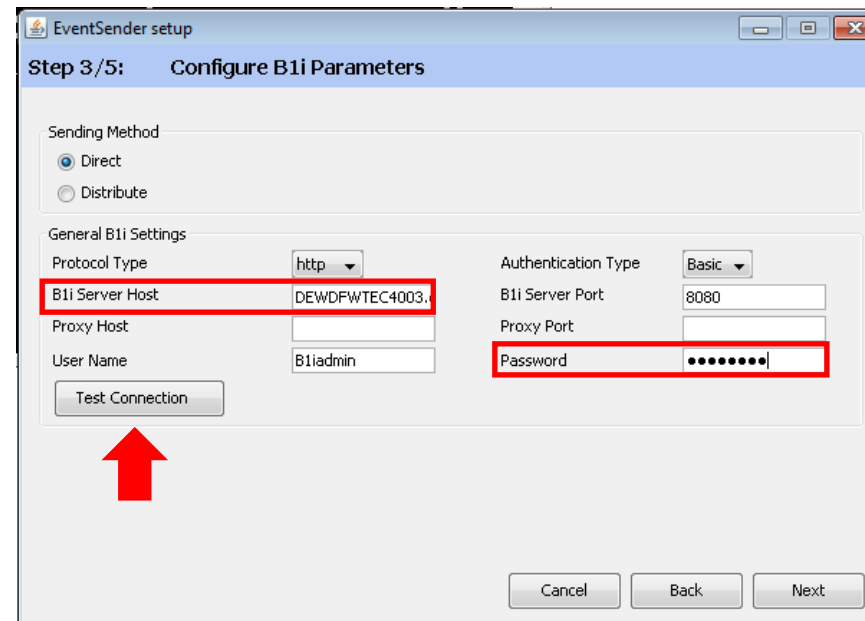 EventSender setup
Step 3/5: Configure B1i Parameters
Sending Method
Direct
Distribute
General B1i Settings
Protocol Type http Authentication Type Basic
B1i Server Host DEWDFWTEC4003. B1i Server Port 8080
Proxy Host Proxy Port
User Name B1iadmin Password ●●●●●●●●
Test Connection
Cancel Back Next